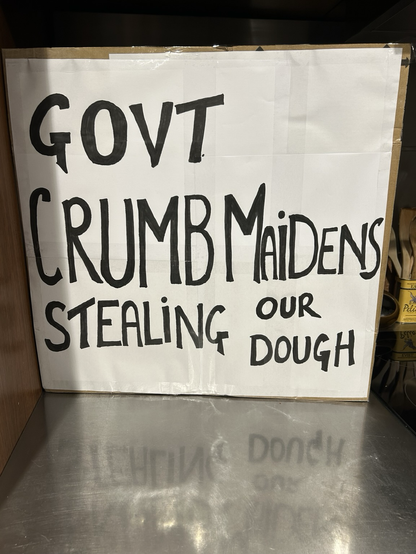 GOVT.
CRUMB MAiDENS
STEALiNG OUR
DOUGH